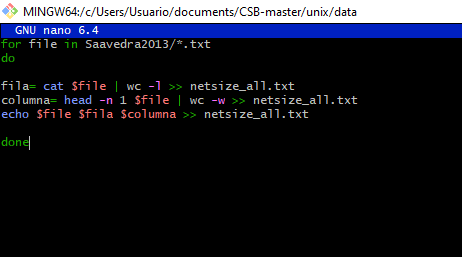 MINGW64:/c/Users/Usuario/documents/CSB-master/unix/data
GNU nano 6.4
for file in Saavedra2013/*.txt
do
fila= cat $file | wc -l >> netsize_all.txt
columna= head -n 1 $file | wc -w >> netsize_all.txt
echo $file $fila $columna >> netsize_all.txt
done